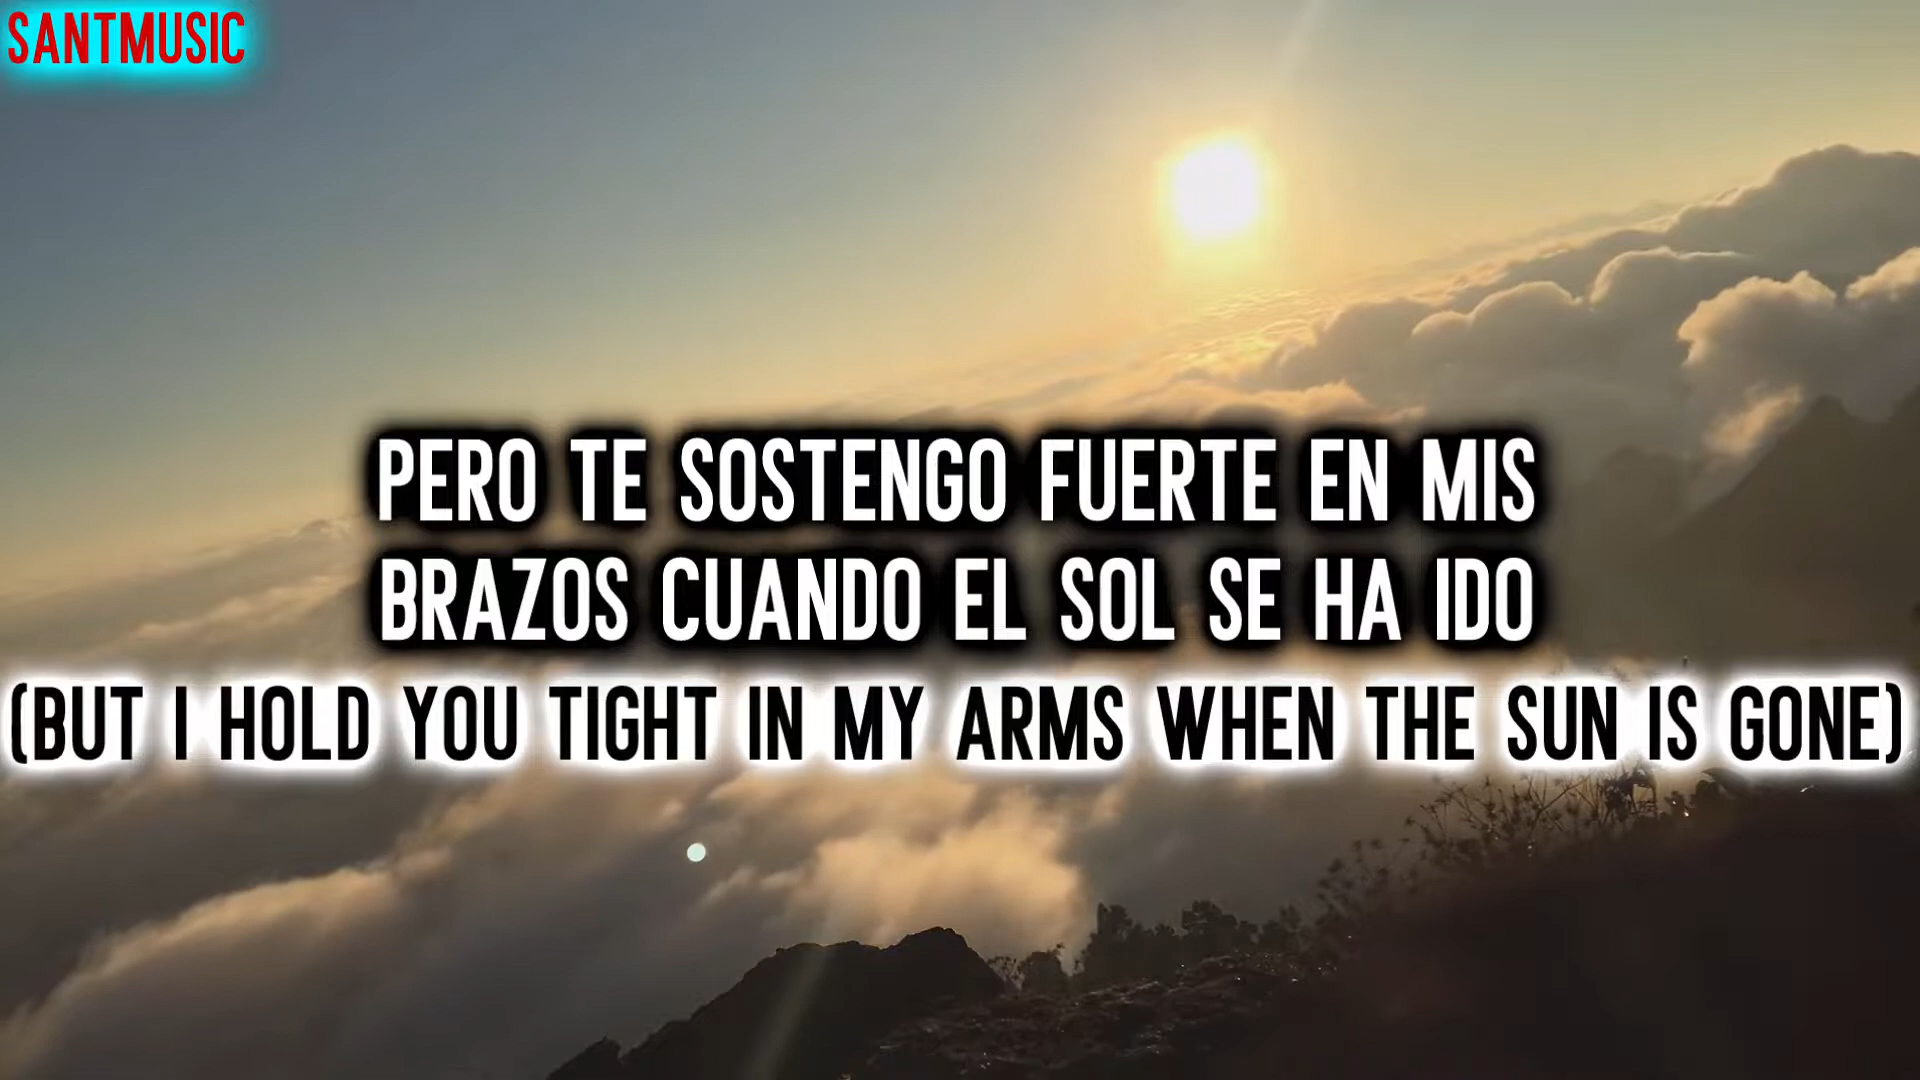 SANTMUSIC
PERO TE SOSTENGO FUERTE EN MIS
BRAZOS CUANDO EL SOL SE HA IDO
(BUT I HOLD YOU TIGHT IN MY ARMS WHEN THE SUN IS GONE)